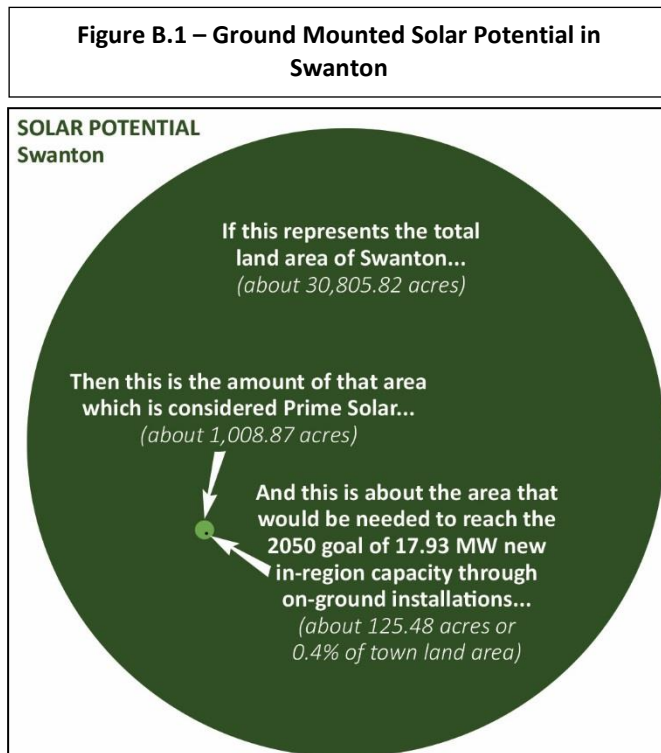 Figure B.1 – Ground Mounted Solar Potential in
Swanton
SOLAR POTENTIAL
Swanton
If this represents the total
land area of Swanton...
(about 30,805.82 acres)
Then this is the amount of that area
which is considered Prime Solar...
(about 1,008.87 acres)
And this is about the area that
would be needed to reach the
2050 goal of 17.93 MW new
in-region capacity through
on-ground installations...
(about 125.48 acres or
0.4% of town land area)